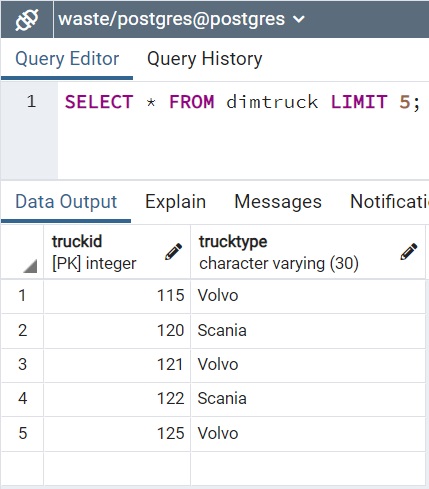 waste/postgres@postgres
Query Editor Query History
1 SELECT * FROM dimtruck LIMIT 5;
Data Output Explain Messages Notificati
truckid trucktype
[PK] integer character varying (30)
1 115 Volvo
2 120 Scania
3 121 Volvo
4 122 Scania
5 125 Volvo